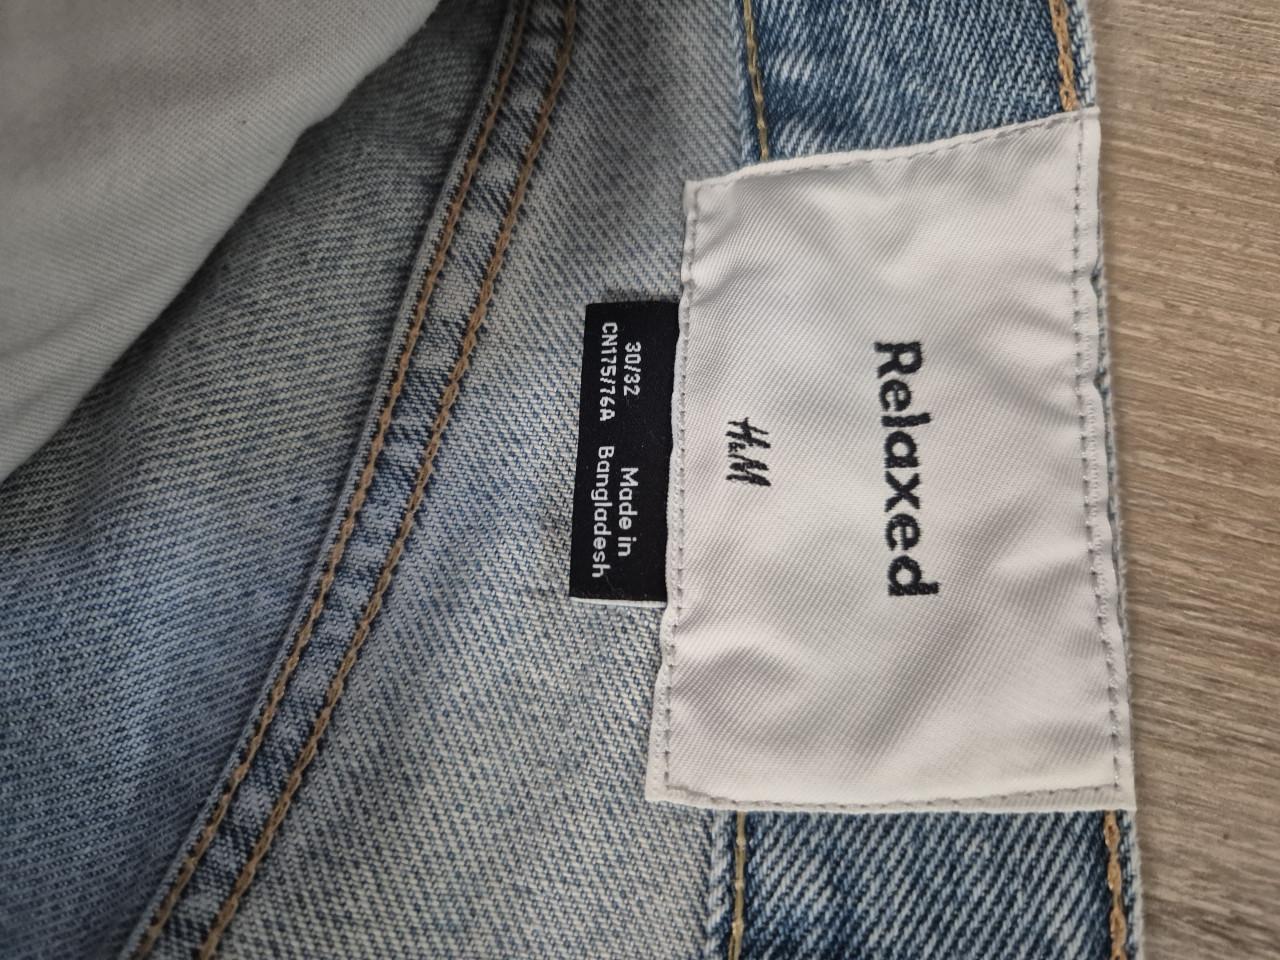 Relaxed
H&M
30/32
CN175/76A
Made in
Bangladesh